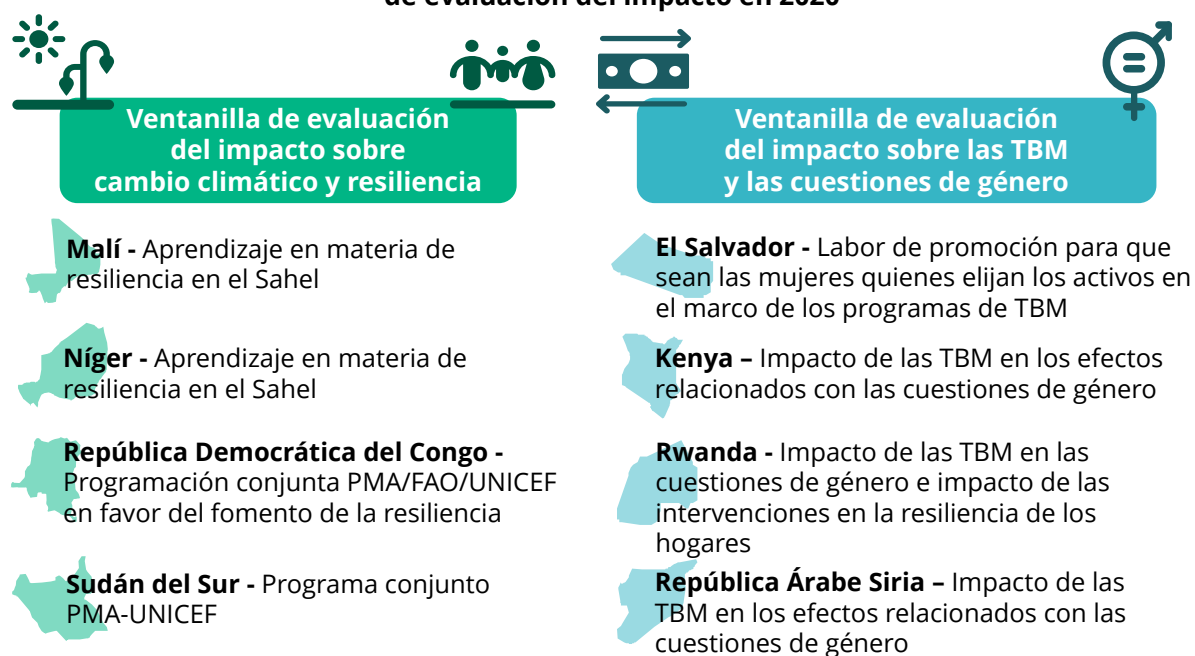 de evaluación del impacto en 2020
Ventanilla de evaluación
del impacto sobre
cambio climático y resiliencia
Malí - Aprendizaje en materia de
resiliencia en el Sahel
Níger - Aprendizaje en materia de
resiliencia en el Sahel
República Democrática del Congo -
Programación conjunta PMA/FAO/UNICEF
en favor del fomento de la resiliencia
Sudán del Sur - Programa conjunto
PMA-UNICEF
Ventanilla de evaluación
del impacto sobre las TBM
y las cuestiones de género
El Salvador - Labor de promoción para que
sean las mujeres quienes elijan los activos en
el marco de los programas de TBM
Kenya – Impacto de las TBM en los efectos
relacionados con las cuestiones de género
Rwanda - Impacto de las TBM en las
cuestiones de género e impacto de las
intervenciones en la resiliencia de los
hogares
República Árabe Siria – Impacto de las
TBM en los efectos relacionados con las
cuestiones de género